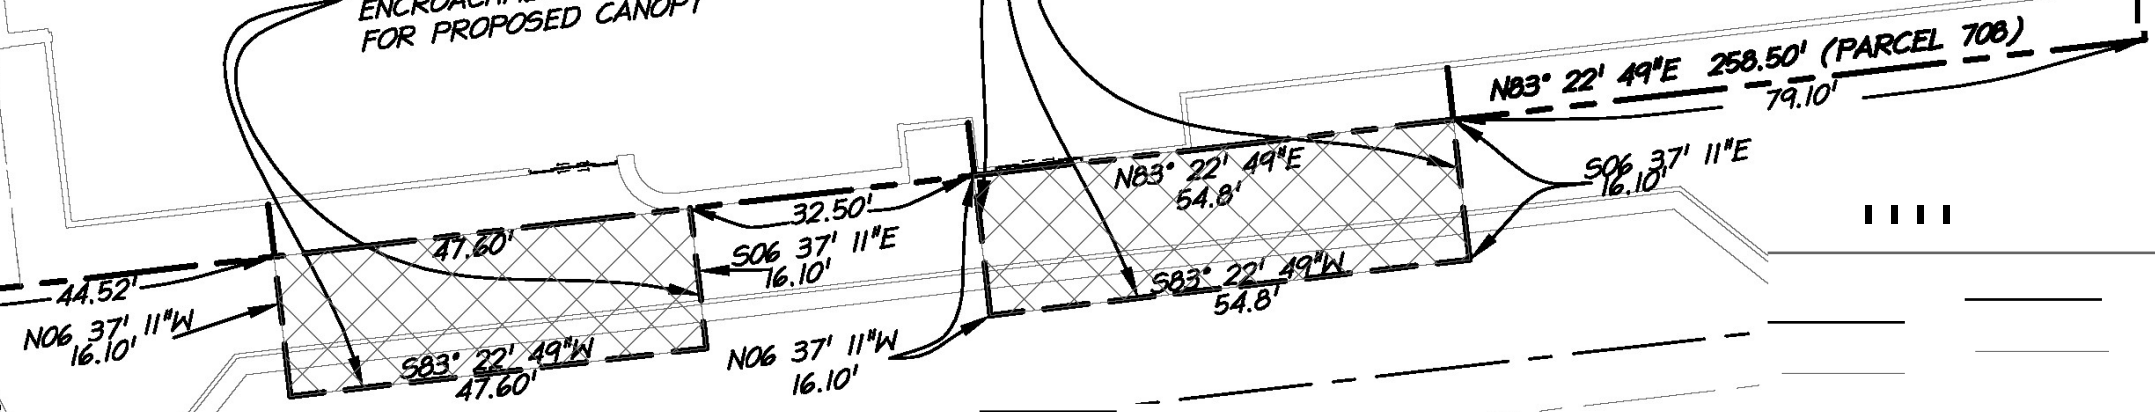 FOR PROPOSED CANOPY
N83° 22' 49"E 258.50' (PARCEL 708)
79.10'
S06 37' 11"E
16.10'
N83° 22' 49"E
54.8'
32.50'
47.60'
S06 37' 11"E
16.10'
44.52'
N06 37' 11"W
16.10'
S83° 22' 49"W
54.8'
S83° 22' 49"W
47.60'
N06 37' 11"W
16.10'